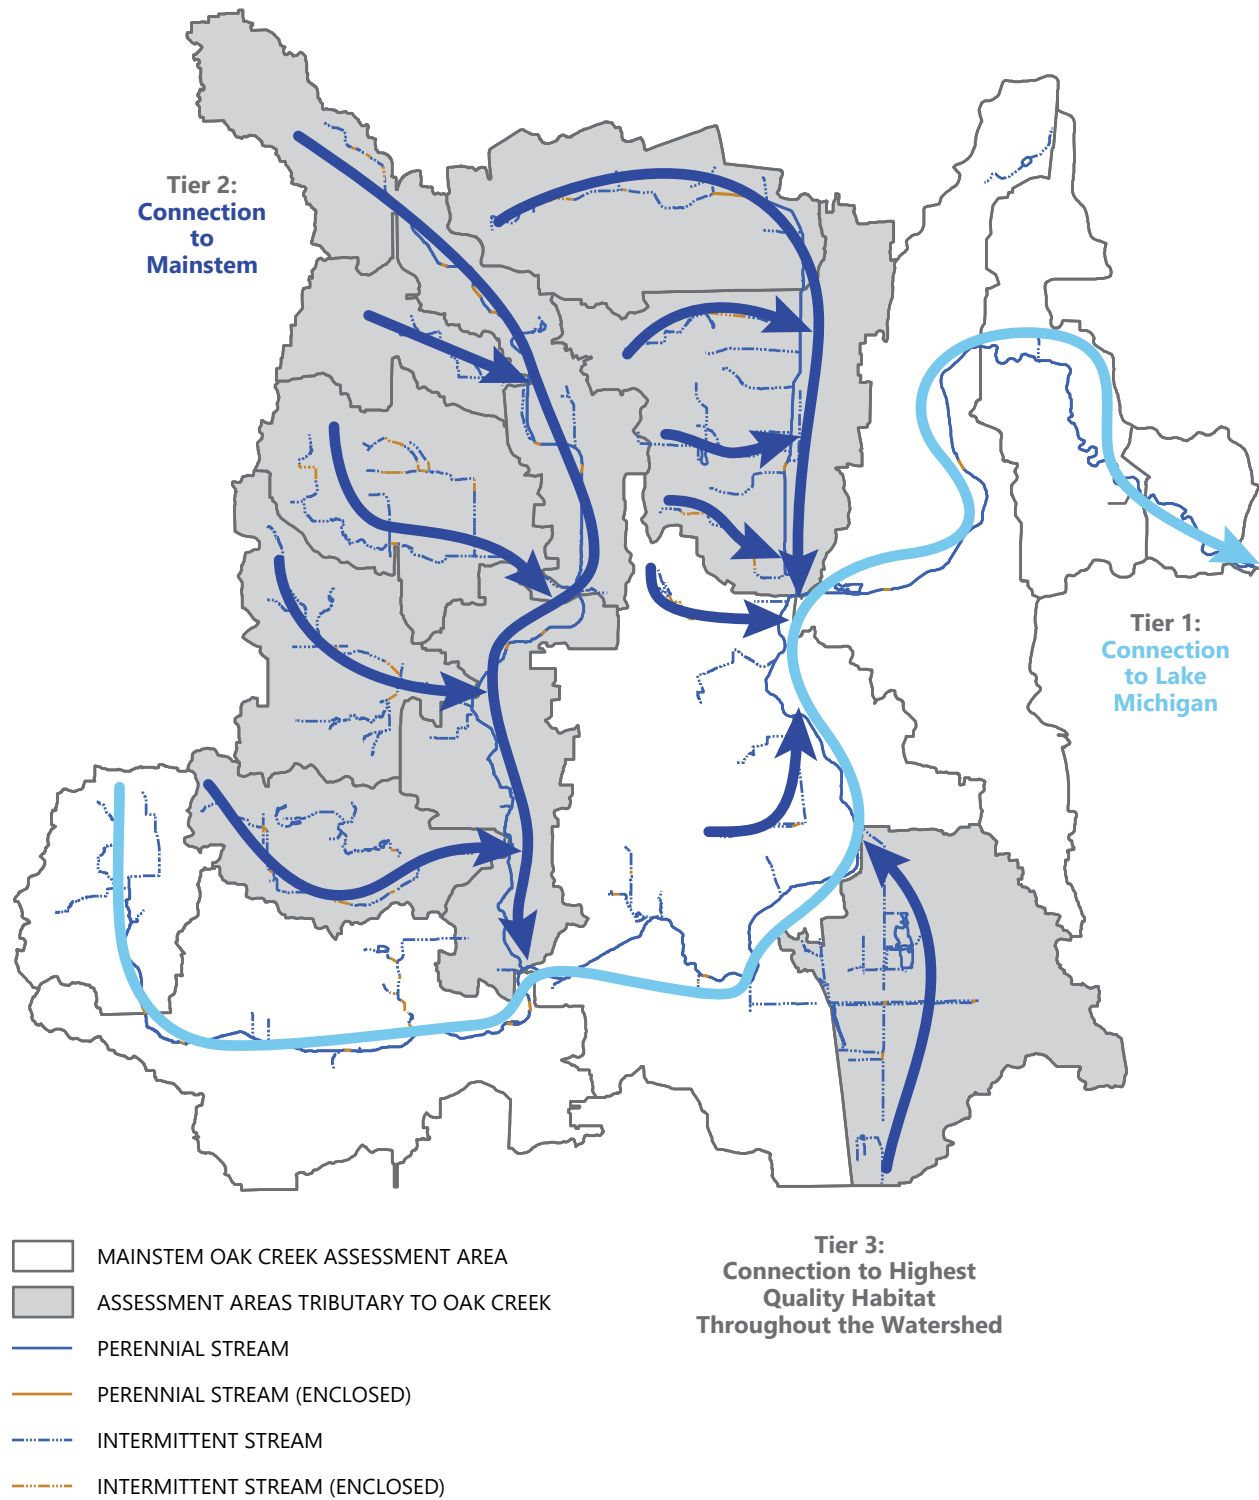 Tier 2:
Connection
to
Mainstem
Tier 1:
Connection
to Lake
Michigan
Tier 3:
Connection to Highest
Quality Habitat
Throughout the Watershed
MAINSTEM OAK CREEK ASSESSMENT AREA
ASSESSMENT AREAS TRIBUTARY TO OAK CREEK
PERENNIAL STREAM
PERENNIAL STREAM (ENCLOSED)
INTERMITTENT STREAM
INTERMITTENT STREAM (ENCLOSED)